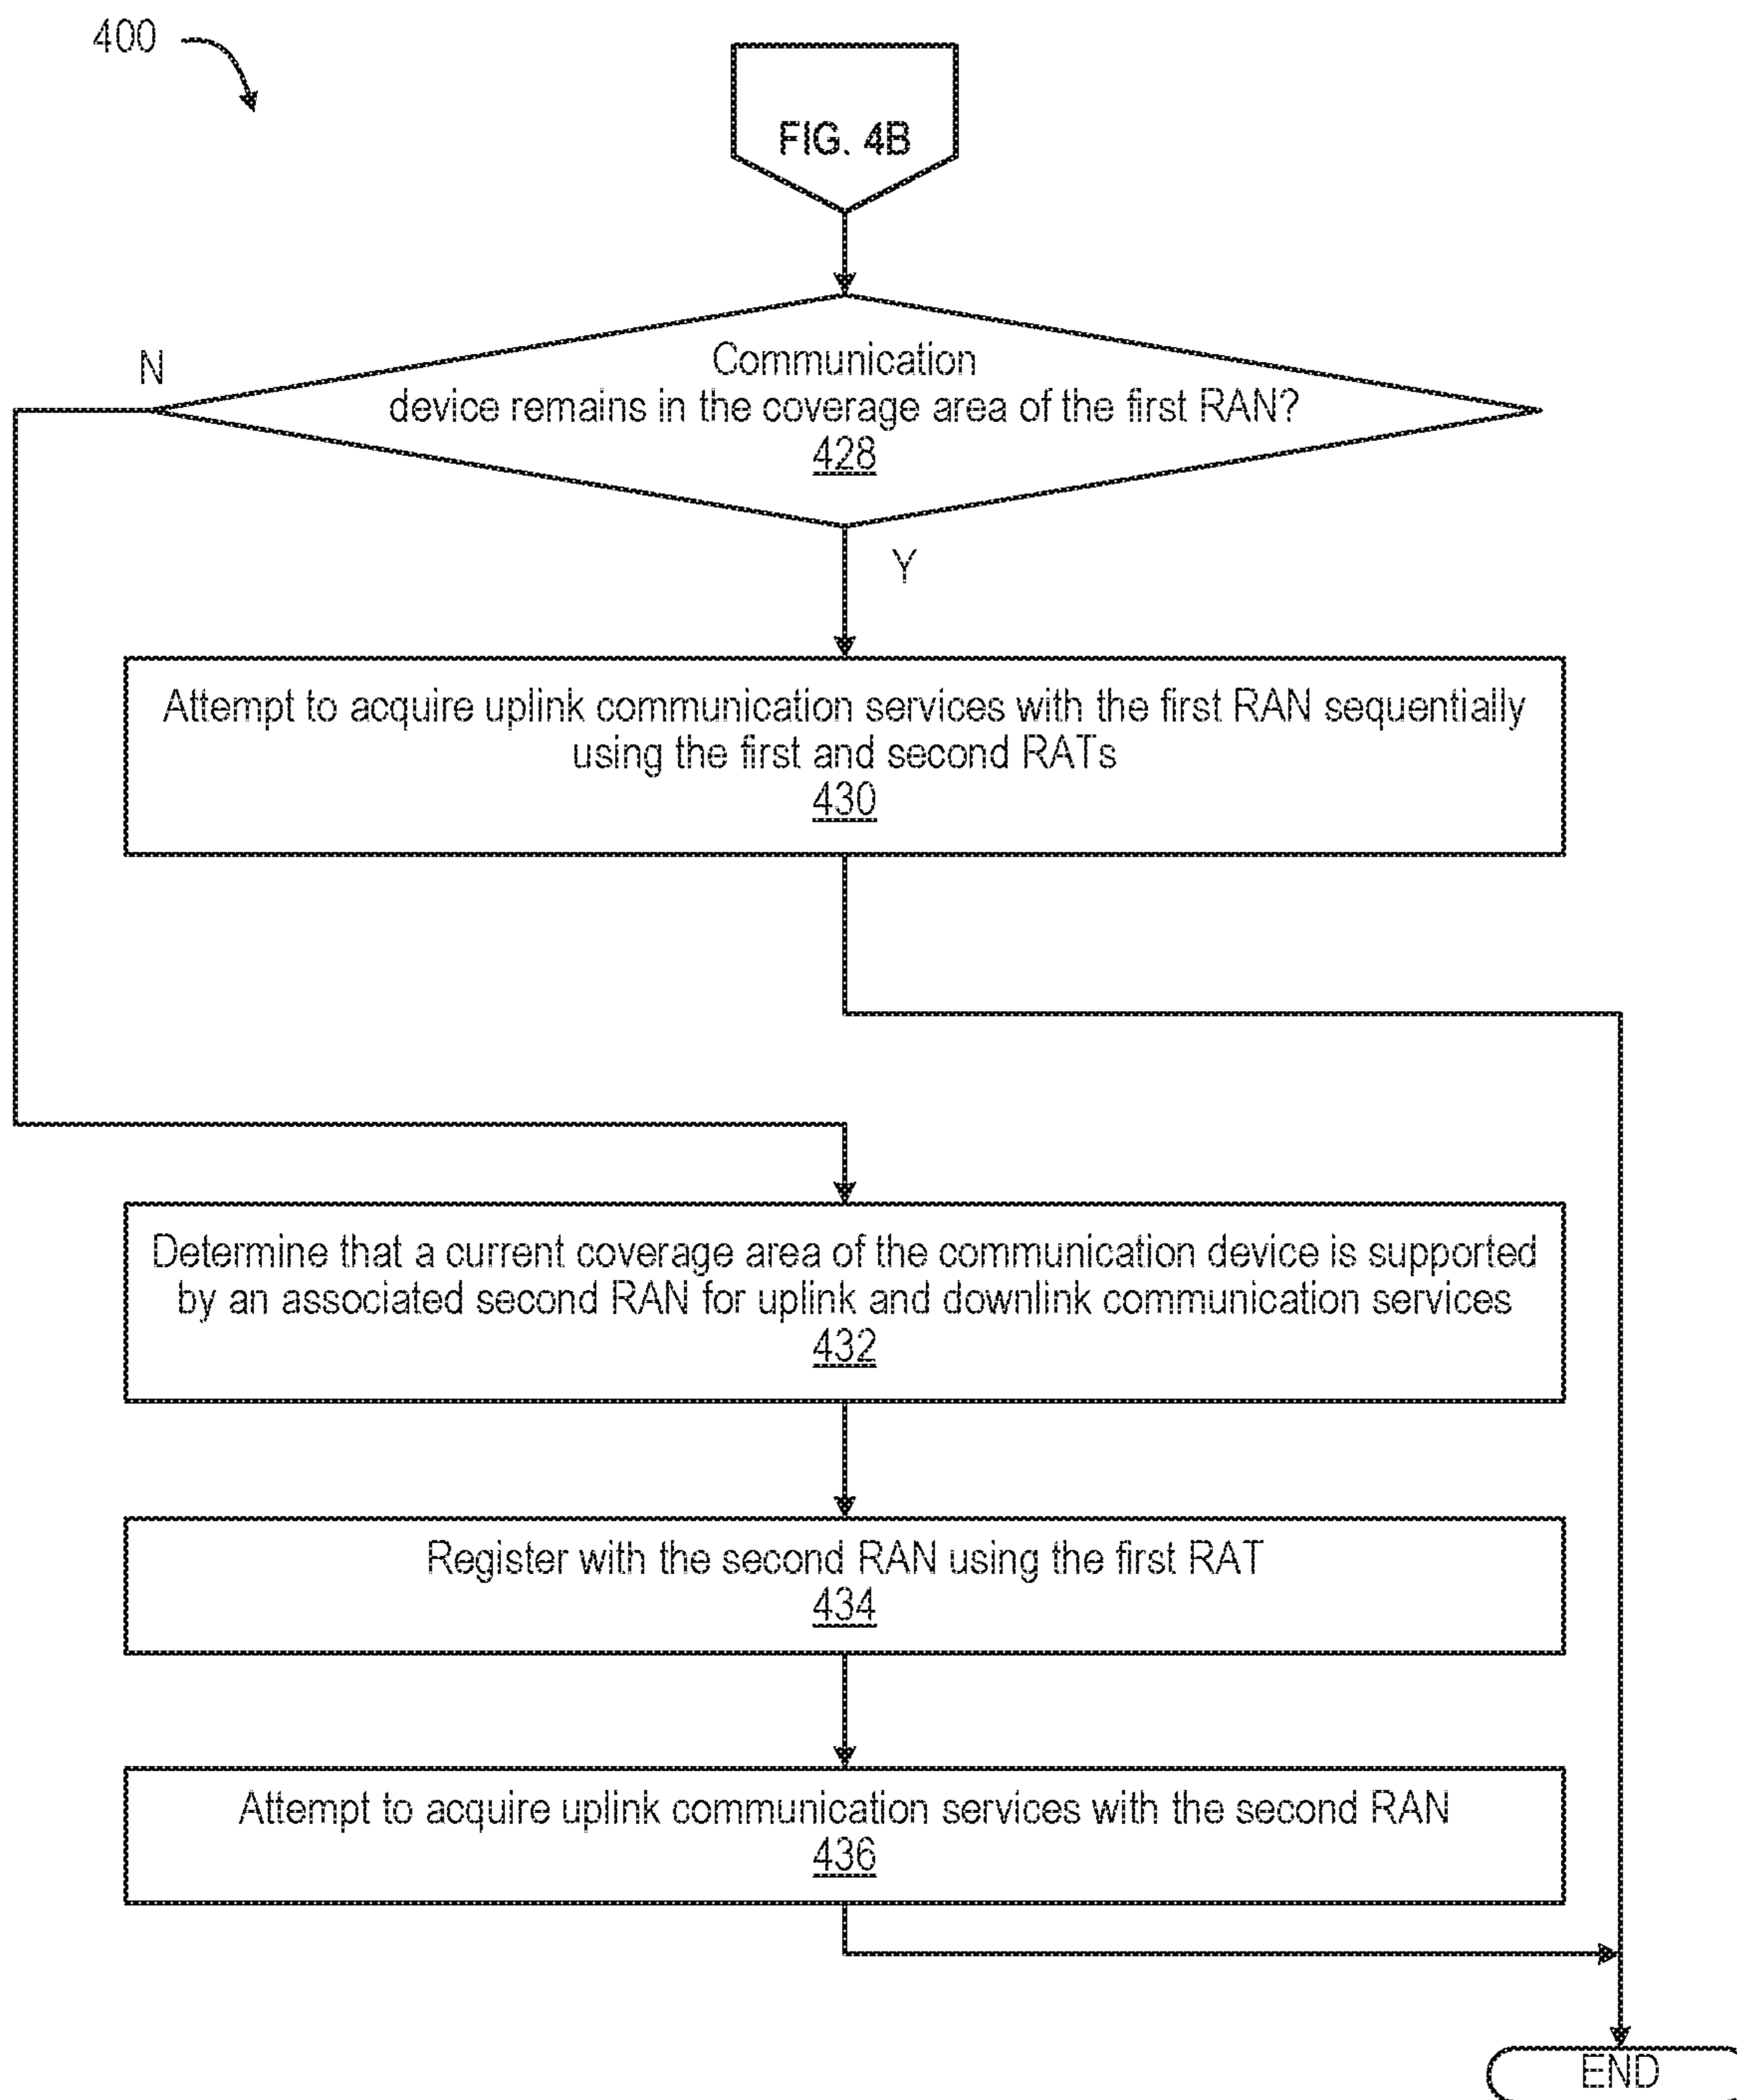 400
FIG. 4B
Communication
device remains in the coverage area of the first RAN?
428
N
Y
Attempt to acquire uplink communication services with the first RAN sequentially
using the first and second RATs
430
Determine that a current coverage area of the communication device is supported
by an associated second RAN for uplink and downlink communication services
432
Register with the second RAN using the first RAT
434
Attempt to acquire uplink communication services with the second RAN
436
END